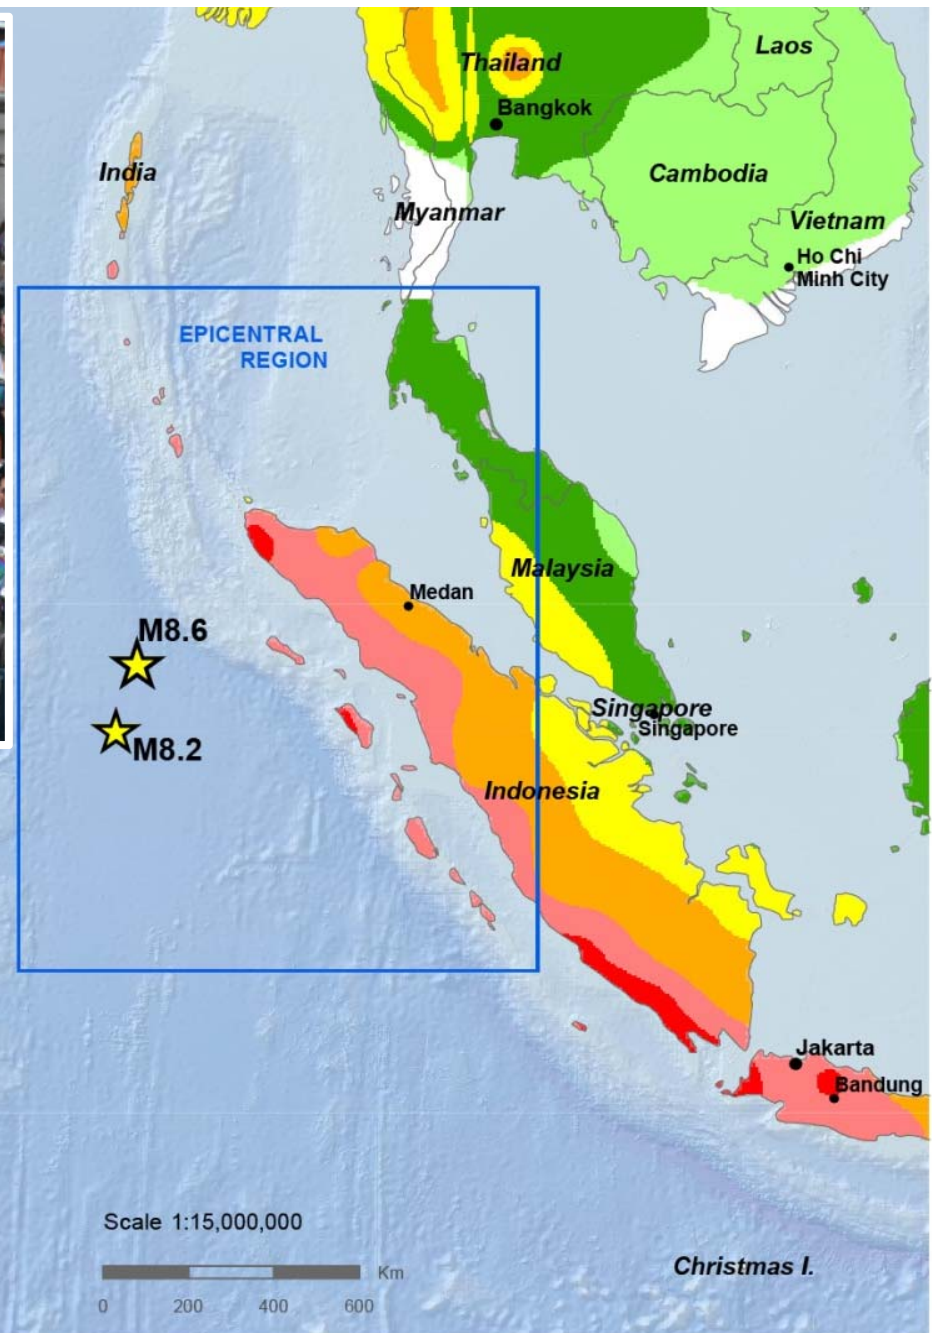 Laos
Thailand
Bangkok
India
Cambodia
Myanmar
Vietnam
Ho Chi
Minh City
EPICENTRAL
REGION
Malaysia
Medan
M8.6
Singapore
Singapore
M8.2
Indonesia
Jakarta
Bandung
Scale 1:15,000,000
Christmas I.
Km
0 200 400 600